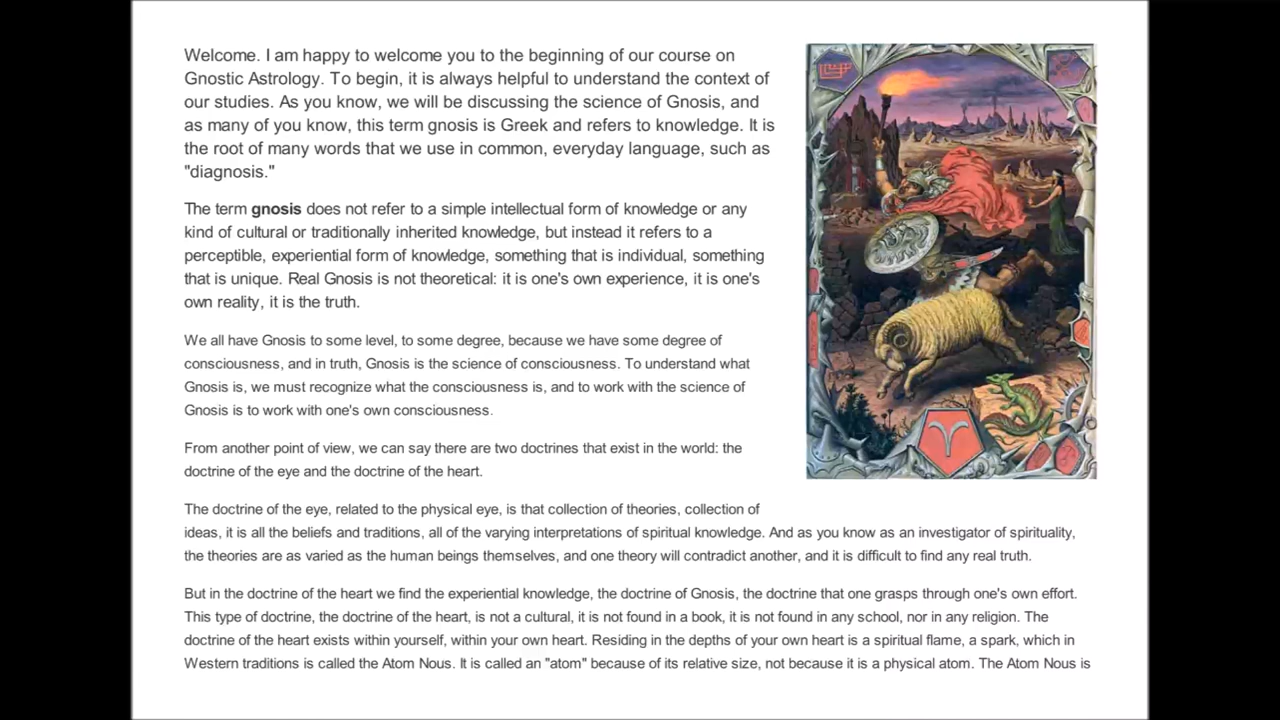 Welcome. I am happy to welcome you to the beginning of our course on
Gnostic Astrology. To begin, it is always helpful to understand the context of
our studies. As you know, we will be discussing the science of Gnosis, and
as many of you know, this term gnosis is Greek and refers to knowledge. It is
the root of many words that we use in common, everyday language, such as
"diagnosis."
The term gnosis does not refer to a simple intellectual form of knowledge or any
kind of cultural or traditionally inherited knowledge, but instead it refers to a
perceptible, experiential form of knowledge, something that is individual, something
that is unique. Real Gnosis is not theoretical: it is one's own experience, it is one's
own reality, it is the truth.
We all have Gnosis to some level, to some degree, because we have some degree of
consciousness, and in truth, Gnosis is the science of consciousness. To understand what
Gnosis is, we must recognize what the consciousness is, and to work with the science of
Gnosis is to work with one's own consciousness.
From another point of view, we can say there are two doctrines that exist in the world: the
doctrine of the eye and the doctrine of the heart.
The doctrine of the eye, related to the physical eye, is that collection of theories, collection of
ideas, it is all the beliefs and traditions, all of the varying interpretations of spiritual knowledge. And as you know as an investigator of spirituality,
the theories are as varied as the human beings themselves, and one theory will contradict another, and it is difficult to find any real truth.
But in the doctrine of the heart we find the experiential knowledge, the doctrine of Gnosis, the doctrine that one grasps through one's own effort.
This type of doctrine, the doctrine of the heart, is not a cultural, it is not found in a book, it is not found in any school, nor in any religion. The
doctrine of the heart exists within yourself, within your own heart. Residing in the depths of your own heart is a spiritual flame, a spark, which in
Western traditions is called the Atom Nous. It is called an "atom" because of its relative size, not because it is a physical atom. The Atom Nous is